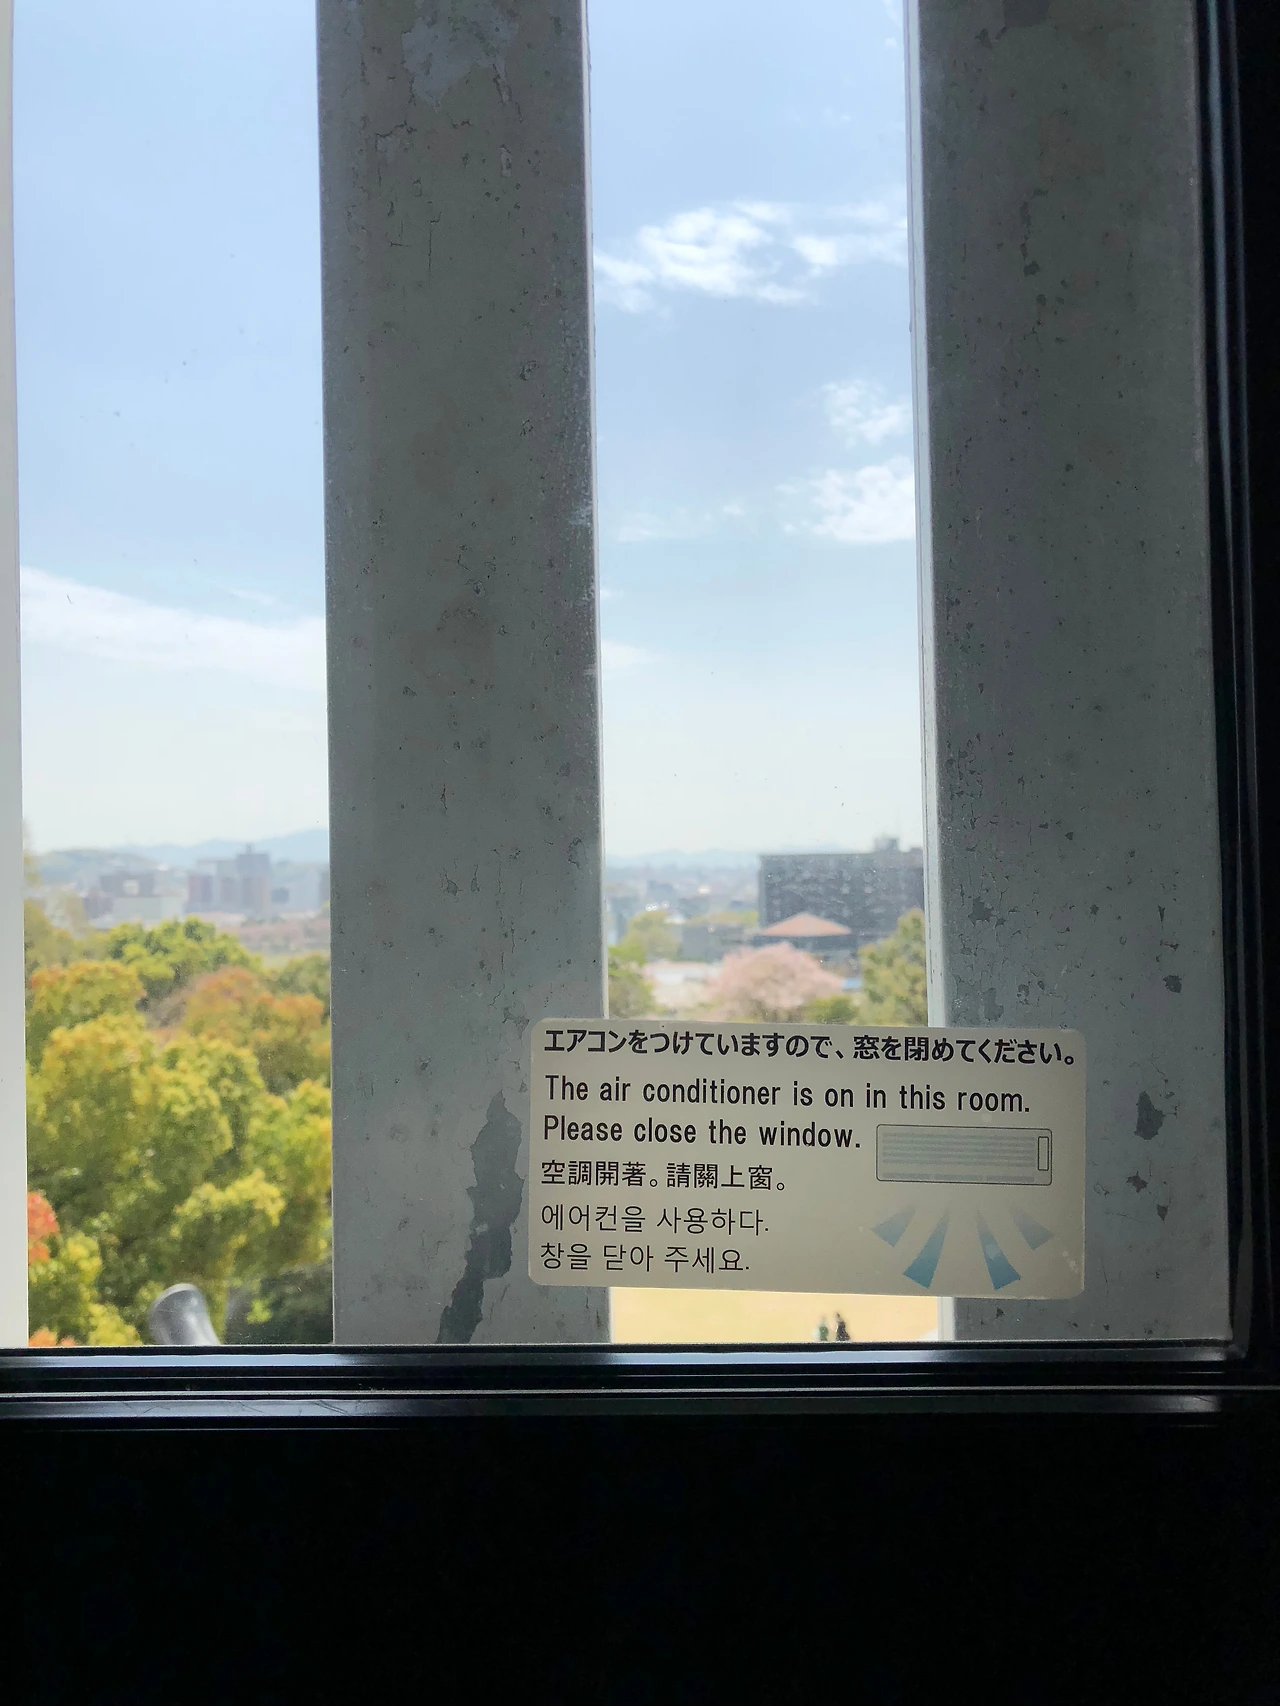 エアコンをつけていますので、窓を閉めてください。
The air conditioner is on in this room.
Please close the window.
空調開著。請關上窗。
에어컨을 사용하다.
창을 닫아 주세요.